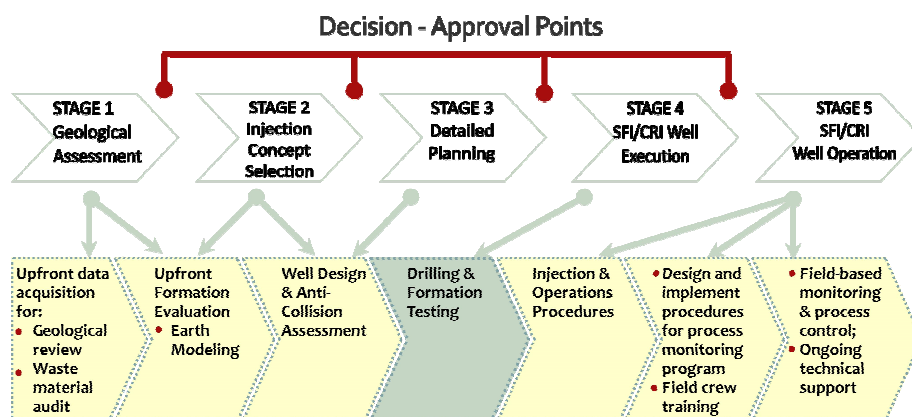 Decision - Approval Points
STAGE 1
Geological
Assessment
STAGE 2
Injection
Concept
Selection
STAGE 3
Detailed
Planning
STAGE 4
SFI/CRI Well
Execution
STAGE 5
SFI/CRI
Well Operation
Upfront data
acquisition
for:
• Geological
review
• Waste
material
audit
Upfront
Formation
Evaluation
• Earth
Modeling
Well Design
& Anti-
Collision
Assessment
Drilling &
Formation
Testing
Injection &
Operations
Procedures
• Design and
implement
procedures
for process
monitoring
program
• Field crew
training
• Field-based
monitoring
& process
control;
• Ongoing
technical
support